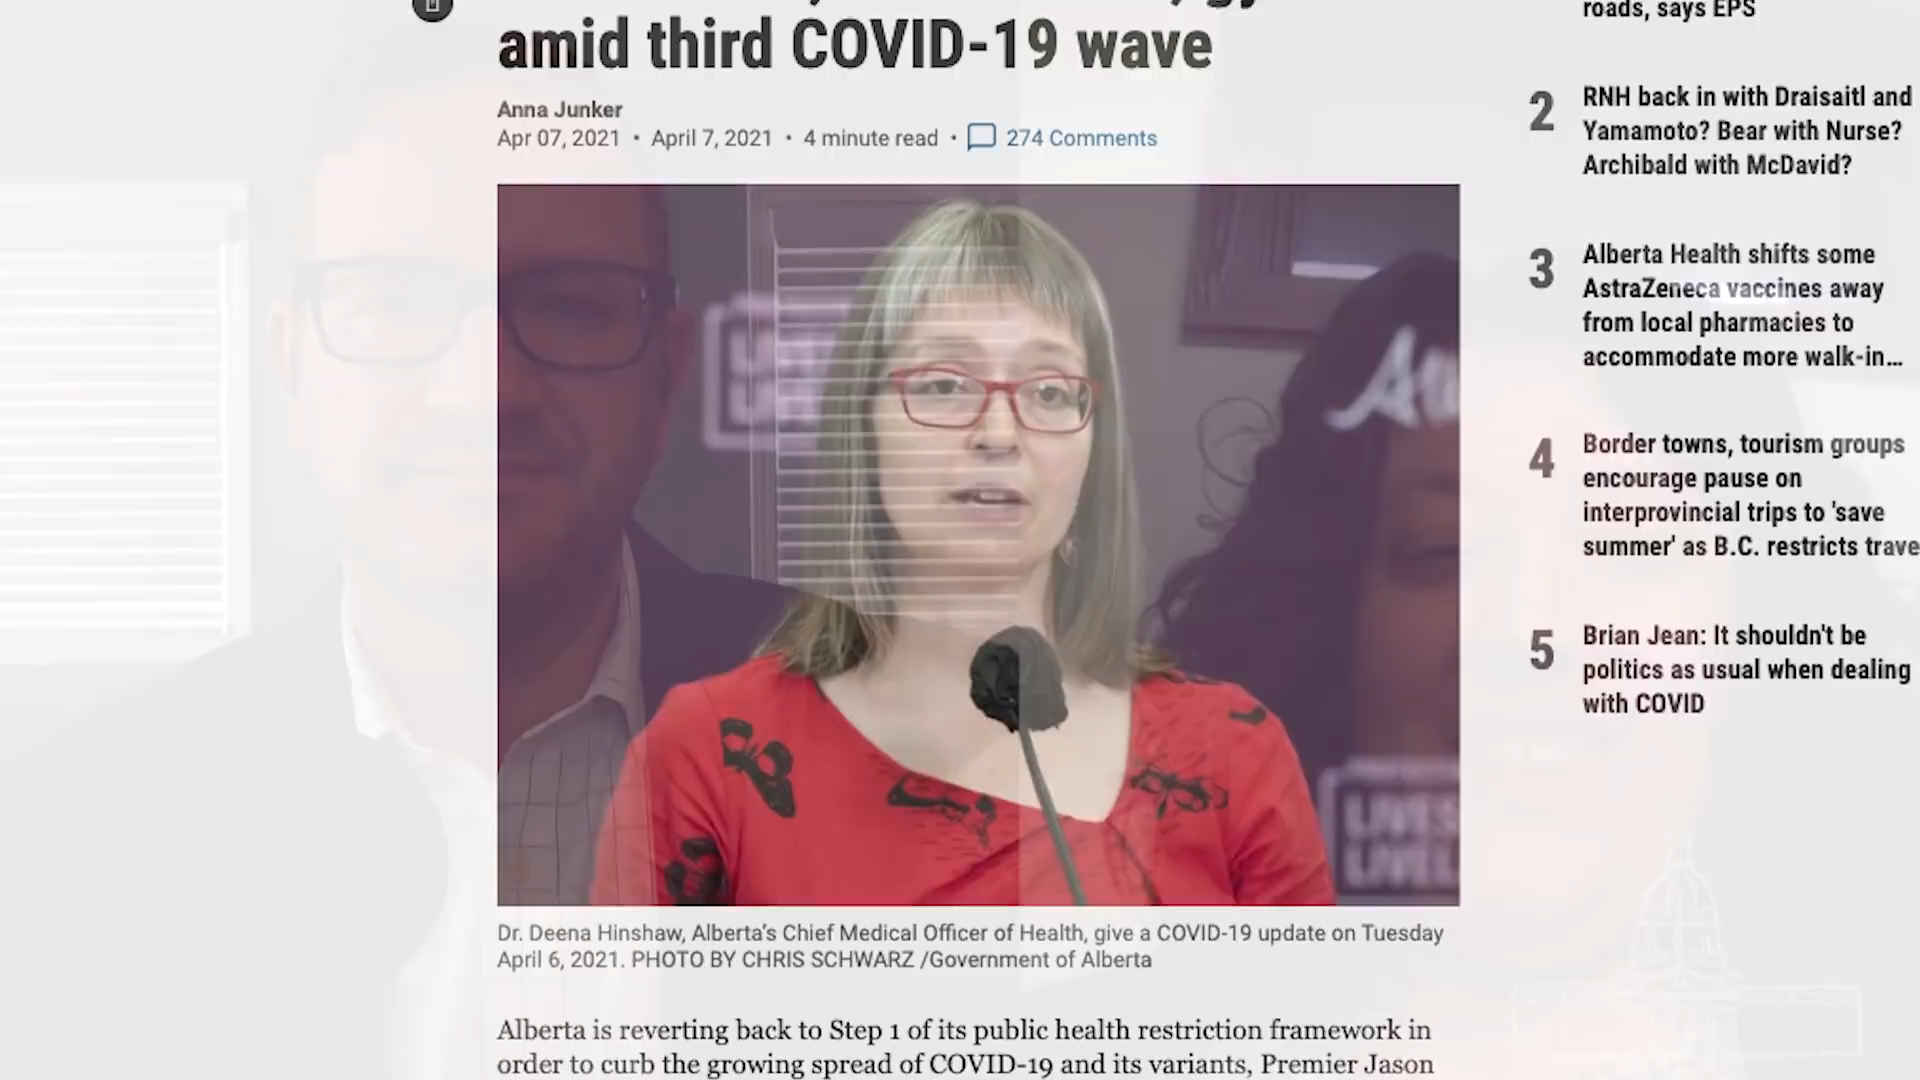 amid third COVID-19 wave
Anna Junker
Apr 07, 2021 • April 7, 2021 • 4 minute read • 274 Comments
Dr. Deena Hinshaw, Alberta's Chief Medical Officer of Health, give a COVID-19 update on Tuesday
April 6, 2021. PHOTO BY CHRIS SCHWARZ /Government of Alberta
Alberta is reverting back to Step 1 of its public health restriction framework in
order to curb the growing spread of COVID-19 and its variants, Premier Jason
roads, says EPS
2
RNH back in with Draisaitl and
Yamamoto? Bear with Nurse?
Archibald with McDavid?
3
Alberta Health shifts some
AstraZeneca vaccines away
from local pharmacies to
accommodate more walk-in...
4
Border towns, tourism groups
encourage pause on
interprovincial trips to 'save
summer' as B.C. restricts trave
5
Brian Jean: It shouldn't be
politics as usual when dealing
with COVID
LIVES